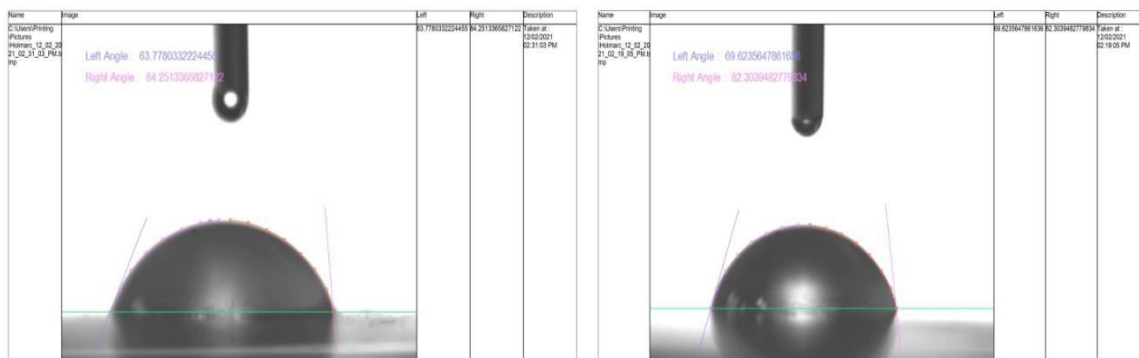 Name Image Left Right Description
C:\Users\Printing
\Pictures
\Holmarc_12_02_20
21_02_31_03_PM.b
mp
63.7780332224455 84.2513365827122 Taken at :
12/02/2021
02:31:03 PM
Left Angle : 63.7780332224455
Right Angle : 84.2513365827122
Name Image Left Right Description
C:\Users\Printing
\Pictures
\Holmarc_12_02_20
21_02_19_05_PM.b
mp
69.6235647861636 82.3039482779834 Taken at :
12/02/2021
02:19:05 PM
Left Angle : 69.6235647861636
Right Angle : 82.3039482779834